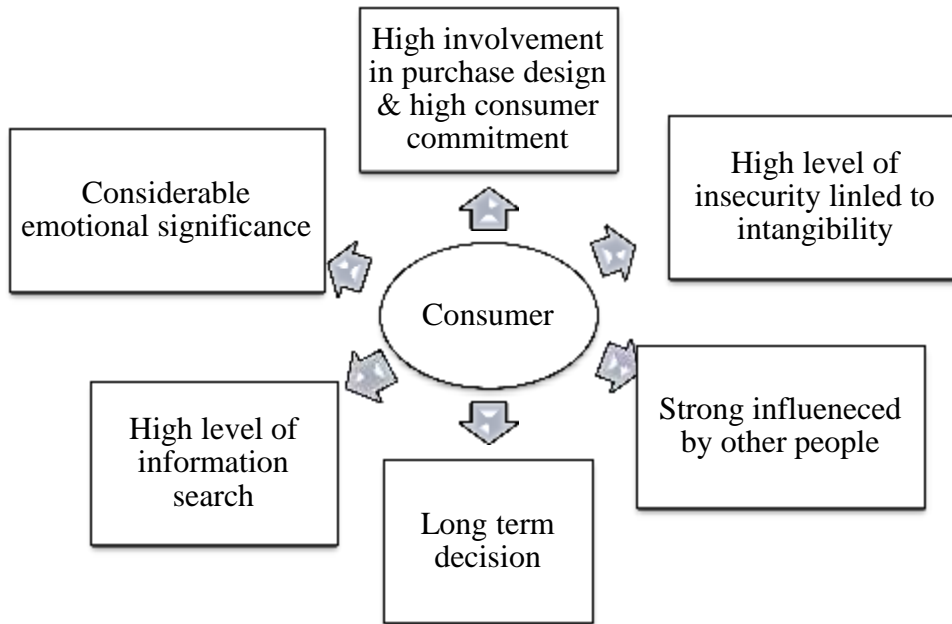 High involvement
in purchase design
& high consumer
commitment
Considerable
emotional significance
High level of
insecurity linled to
intangibility
Consumer
High level of
information
search
Strong influeneced
by other people
Long term
decision